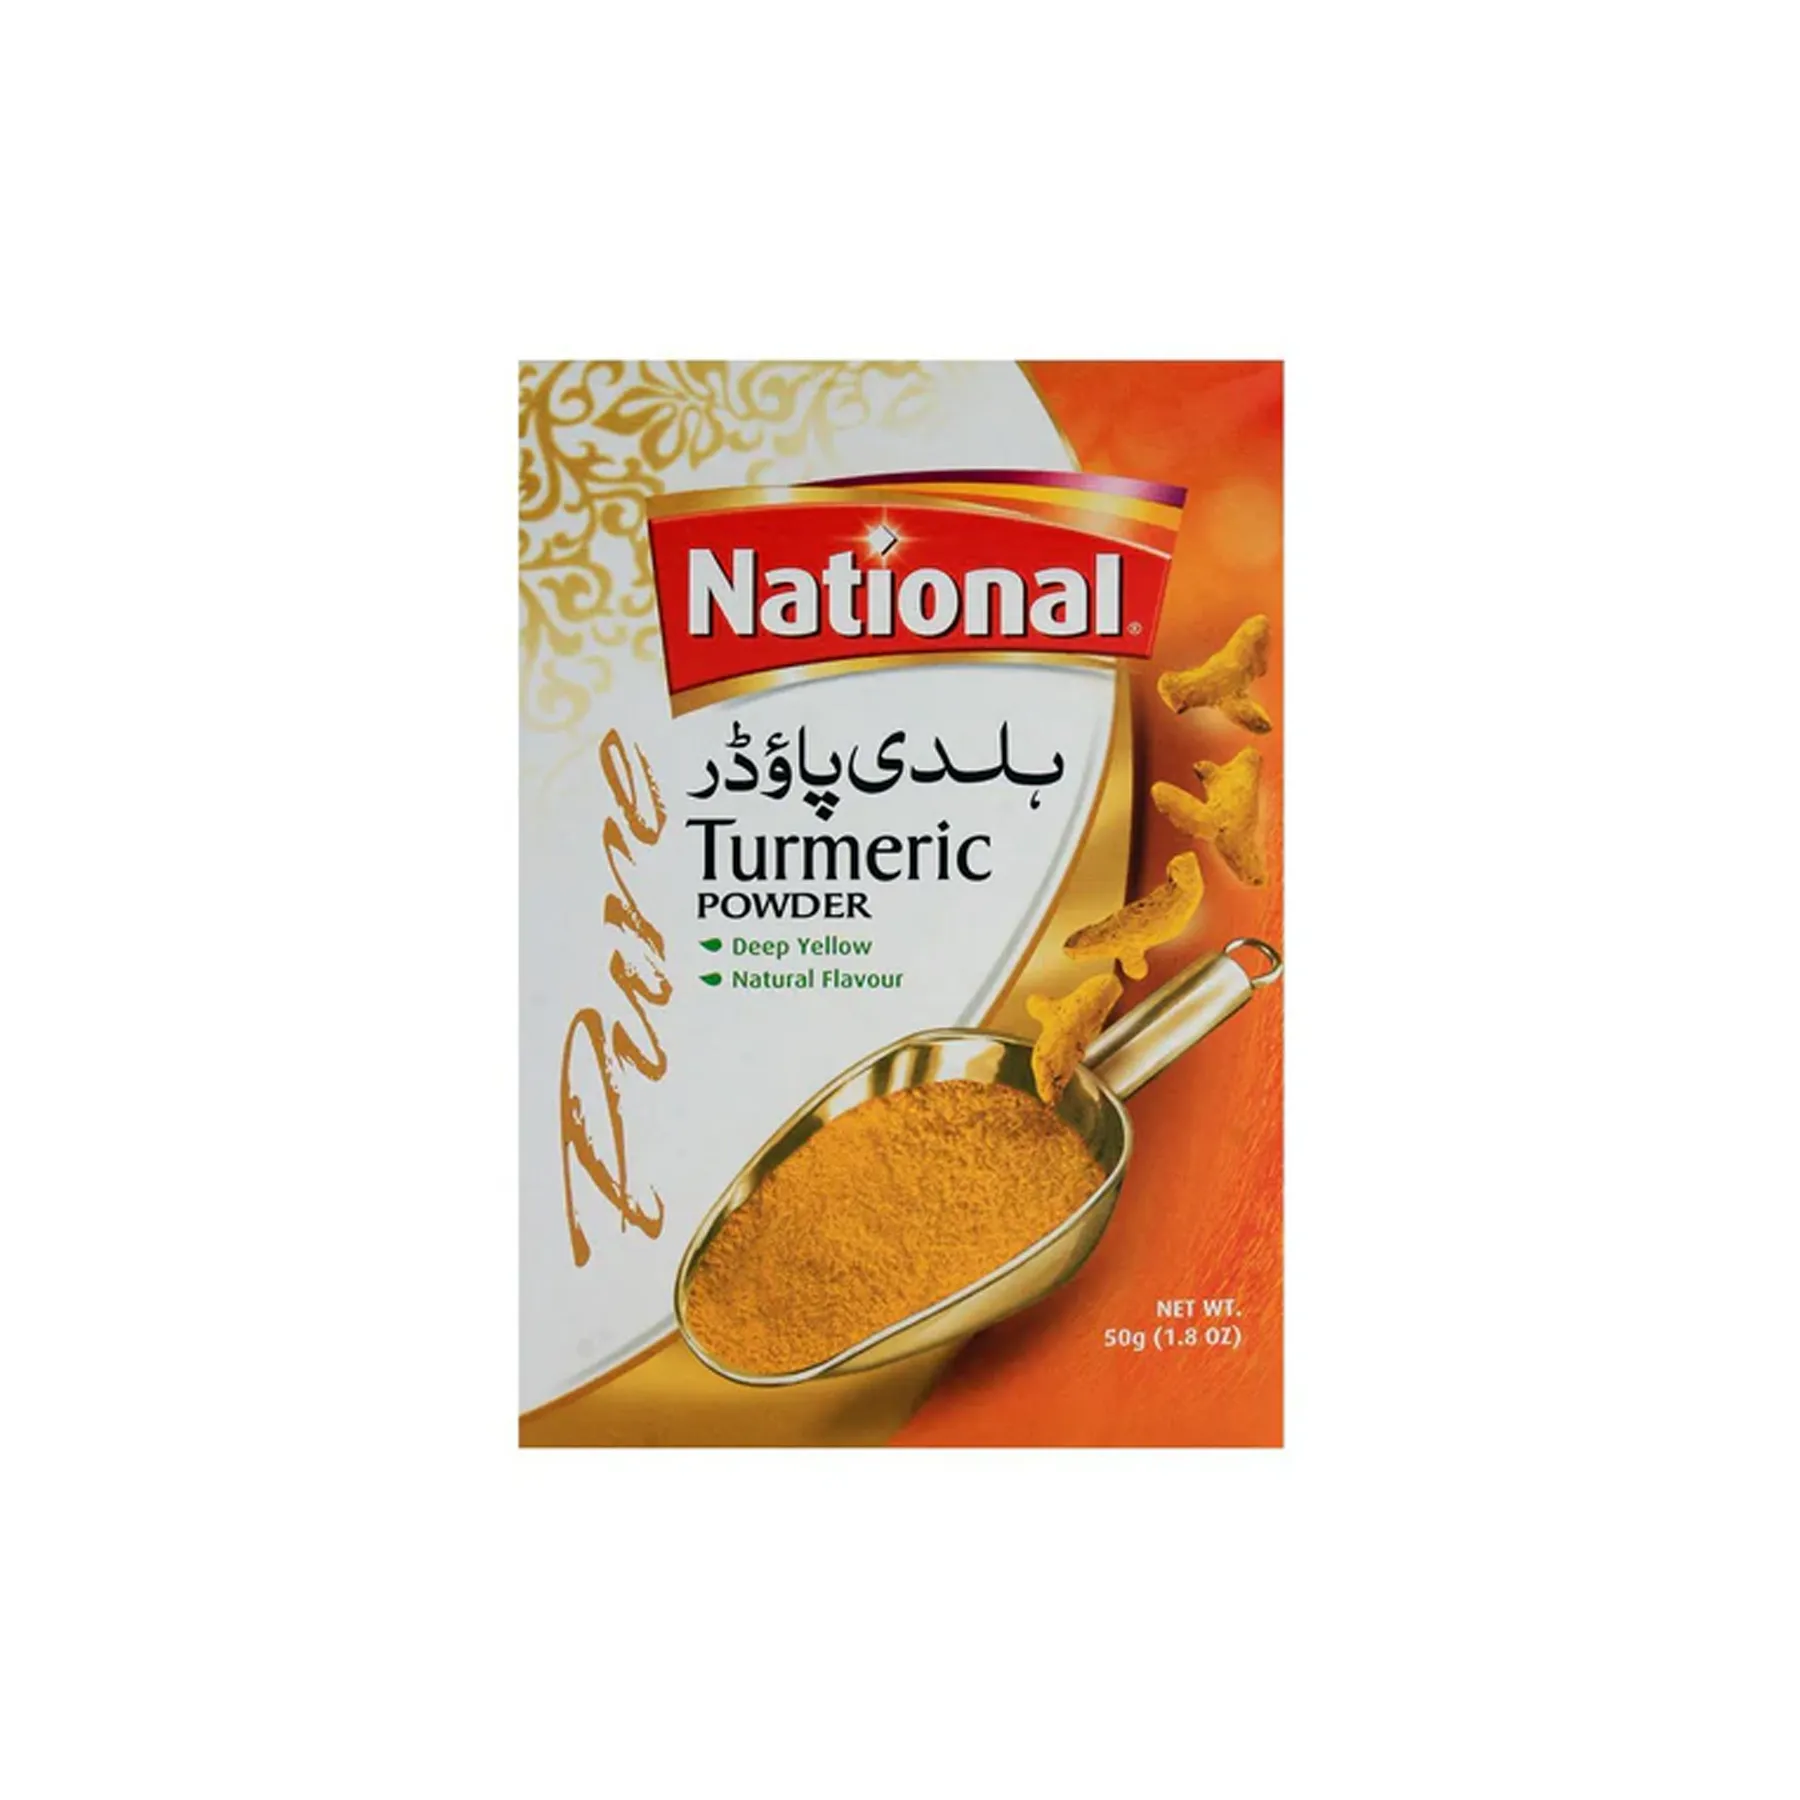 National®
ہلدی پاؤڈر
Turmeric
POWDER
Deep Yellow
Natural Flavour
Pure
NET WT.
50g (1.8 OZ)